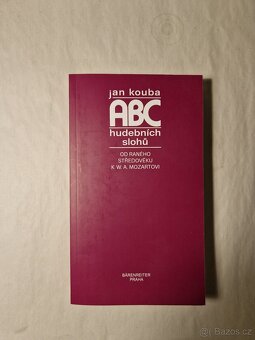 jan kouba
ABC
hudebních
slohů
OD RANÉHO
STŘEDOVĚKU
K W. A. MOZARTOVI
BÄRENREITER
PRAHA
Bazos.cz